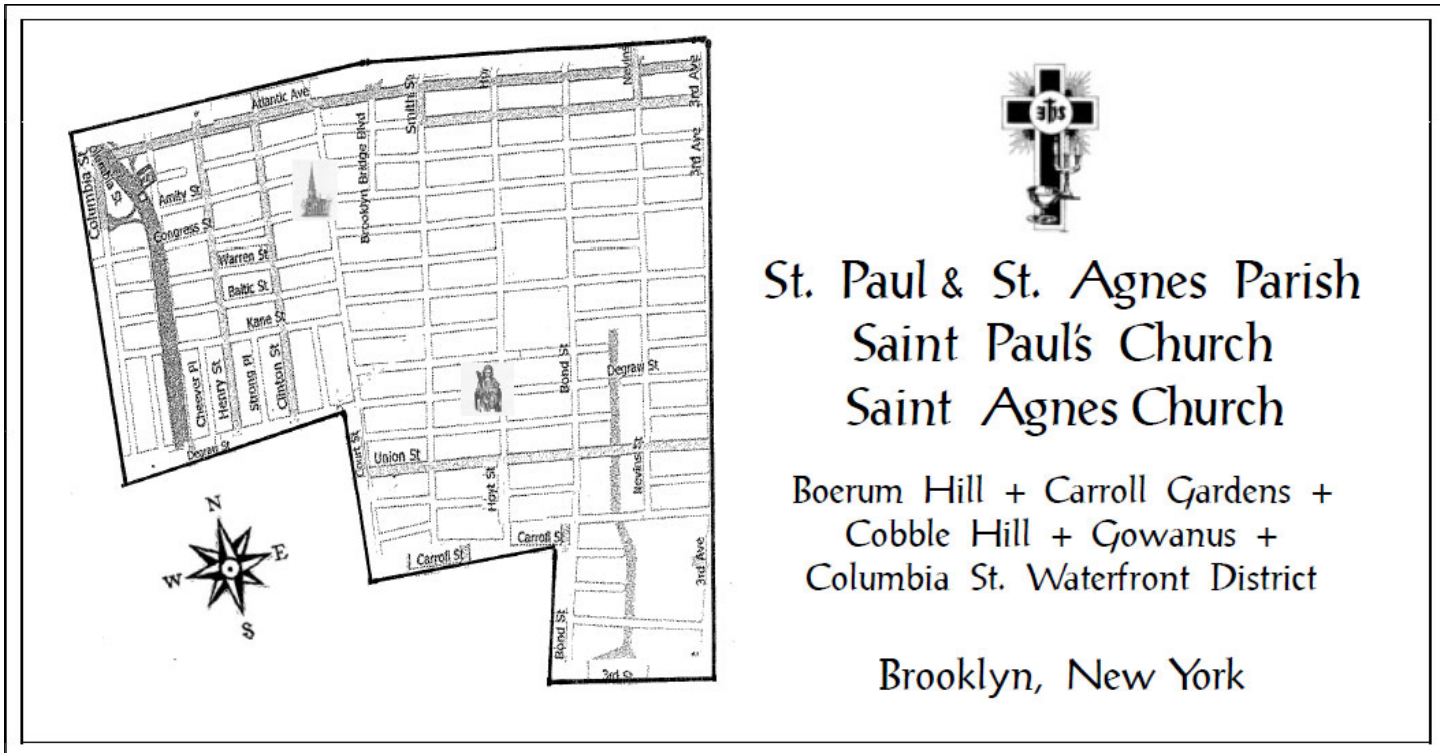 Atlantic Ave
Columbia St
Amity St
Congress St
Warren St
Baltic St
Kane St
Cheever Pl
Henry St
Strong Pl
Clinton St
Degraw St
Brooklyn Bridge Blvd
Smith St
Nevins
3rd Ave
3rd Ave
Bond St
Degraw St
Court St
Union St
Hoyt St
Nevins St
Carroll St
Carroll St
Bond St
3rd Ave
3rd St
N
E
W
S
St. Paul & St. Agnes Parish
Saint Paul's Church
Saint Agnes Church
Boerum Hill + Carroll Gardens +
Cobble Hill + Gowanus +
Columbia St. Waterfront District
Brooklyn, New York